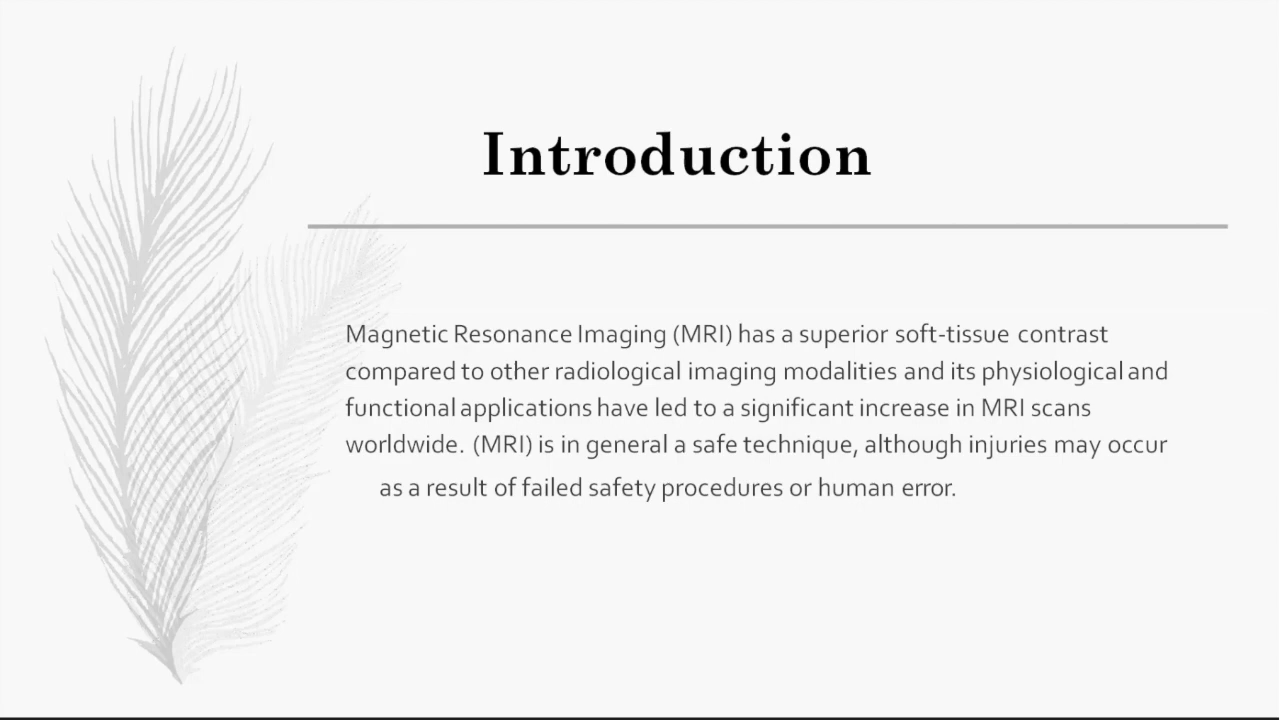 Introduction
Magnetic Resonance Imaging (MRI) has a superior soft-tissue contrast
compared to other radiological imaging modalities and its physiological and
functional applications have led to a significant increase in MRI scans
worldwide. (MRI) is in general a safe technique, although injuries may occur
as a result of failed safety procedures or human error.